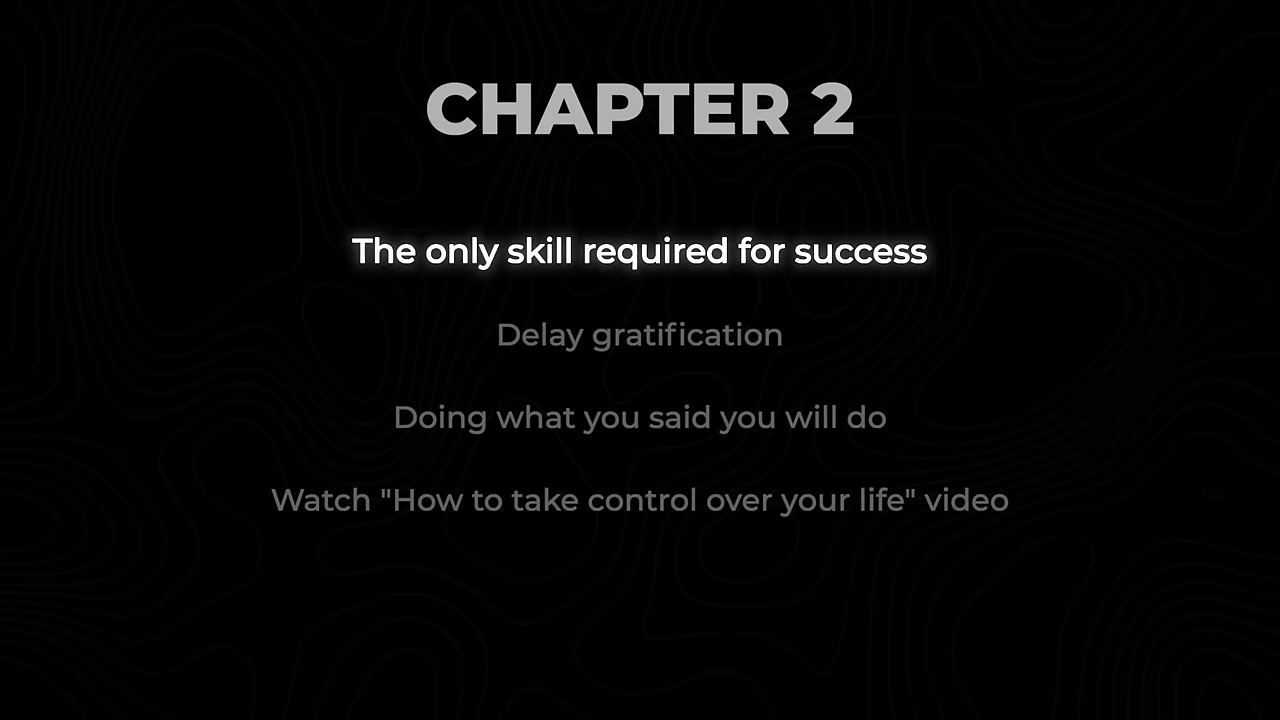 CHAPTER 2
The only skill required for success
Delay gratification
Doing what you said you will do
Watch "How to take control over your life" video